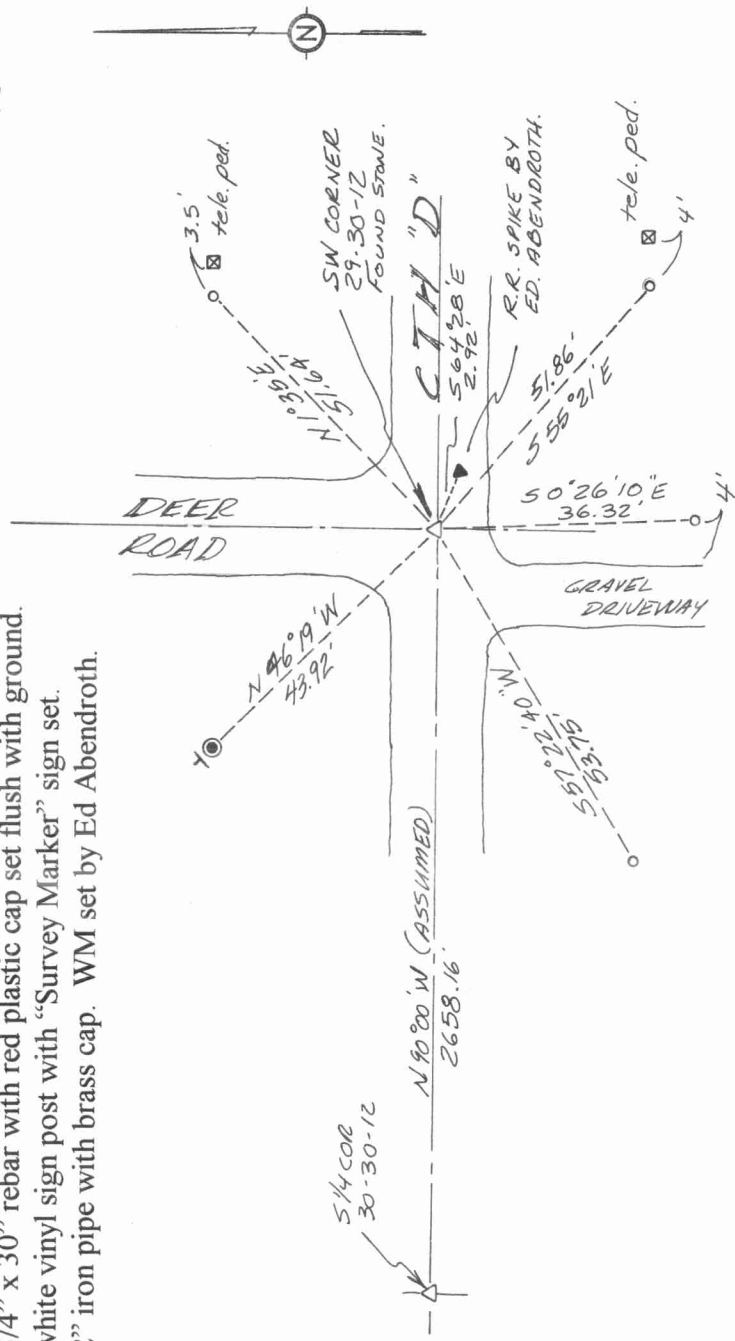 /4” x 30” rebar with red plastic cap set flush with ground.
white vinyl sign post with “Survey Marker” sign set.
” iron pipe with brass cap. WM set by Ed Abendroth.
N
3.5'
tele. ped.
SW CORNER
29-30-12
FOUND STONE.
DEER
ROAD
N 1°35'E
51.64'
CTH "D"
S 64°28'E
2.92'
R.R. SPIKE BY
ED. ABENDROTH.
N 46°19'W
43.92'
51.86'
S 55°21'E
tele. ped.
4'
S 0°26'10"E
36.32'
4'
GRAVEL
DRIVEWAY
S 57°22'40"W
53.75'
N 90°00'W (ASSUMED)
2658.16'
S 1/4 COR
30-30-12